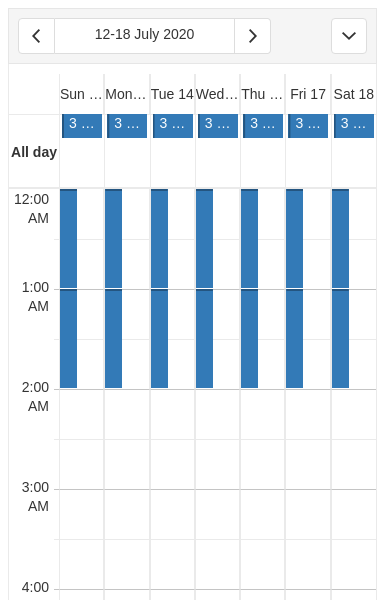 12-18 July 2020
Sun ... Mon... Tue 14 Wed... Thu ... Fri 17 Sat 18
3 ... 3 ... 3 ... 3 ... 3 ... 3 ... 3 ...
All day
12:00
AM
1:00
AM
2:00
AM
3:00
AM
4:00